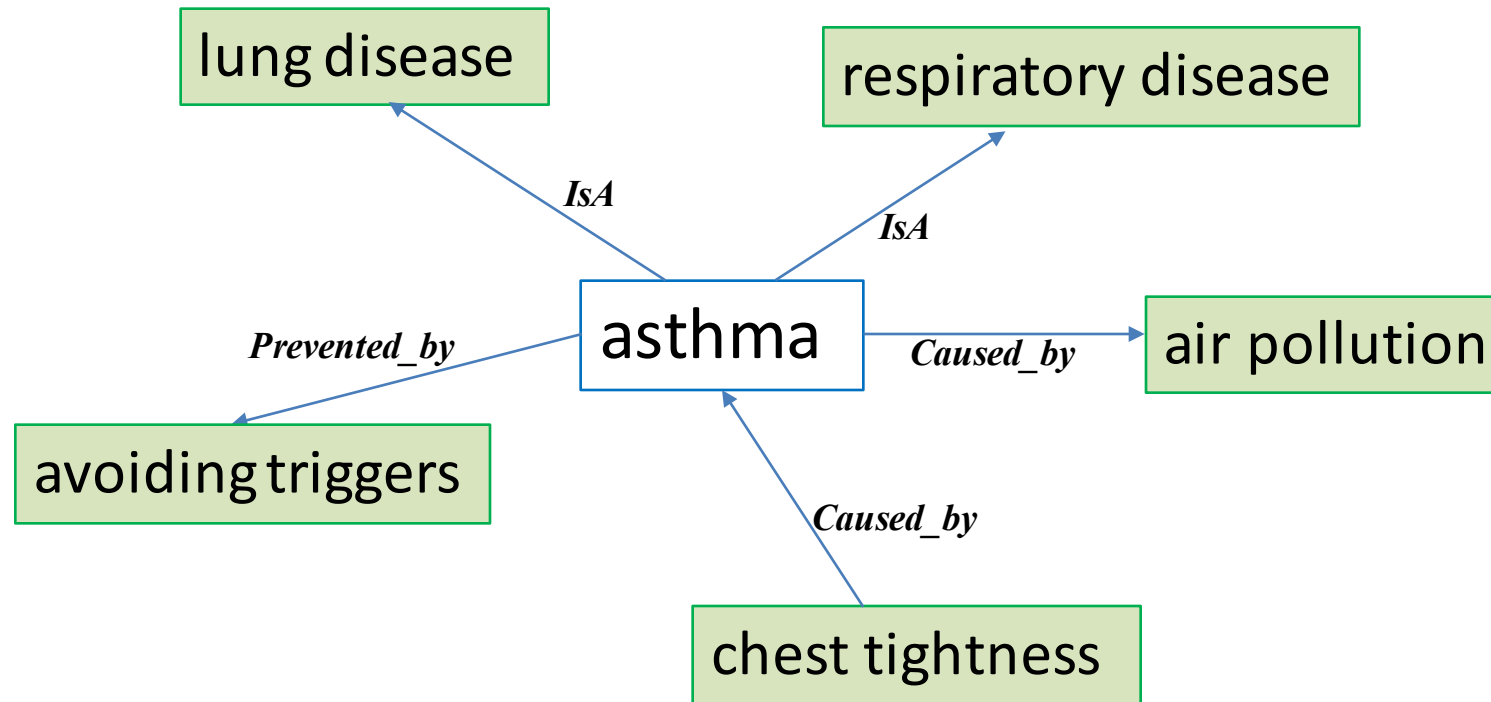 lung disease
respiratory disease
IsA
IsA
asthma
air pollution
Prevented_by
Caused_by
avoiding triggers
Caused_by
chest tightness